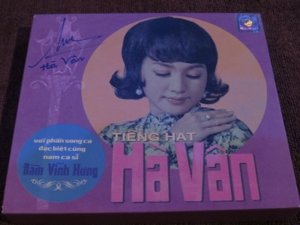 Hà Vân
TIẾNG HÁT
Hà Vân
với phần song ca
đặc biệt cùng
nam ca sĩ
Đàm Vĩnh Hưng